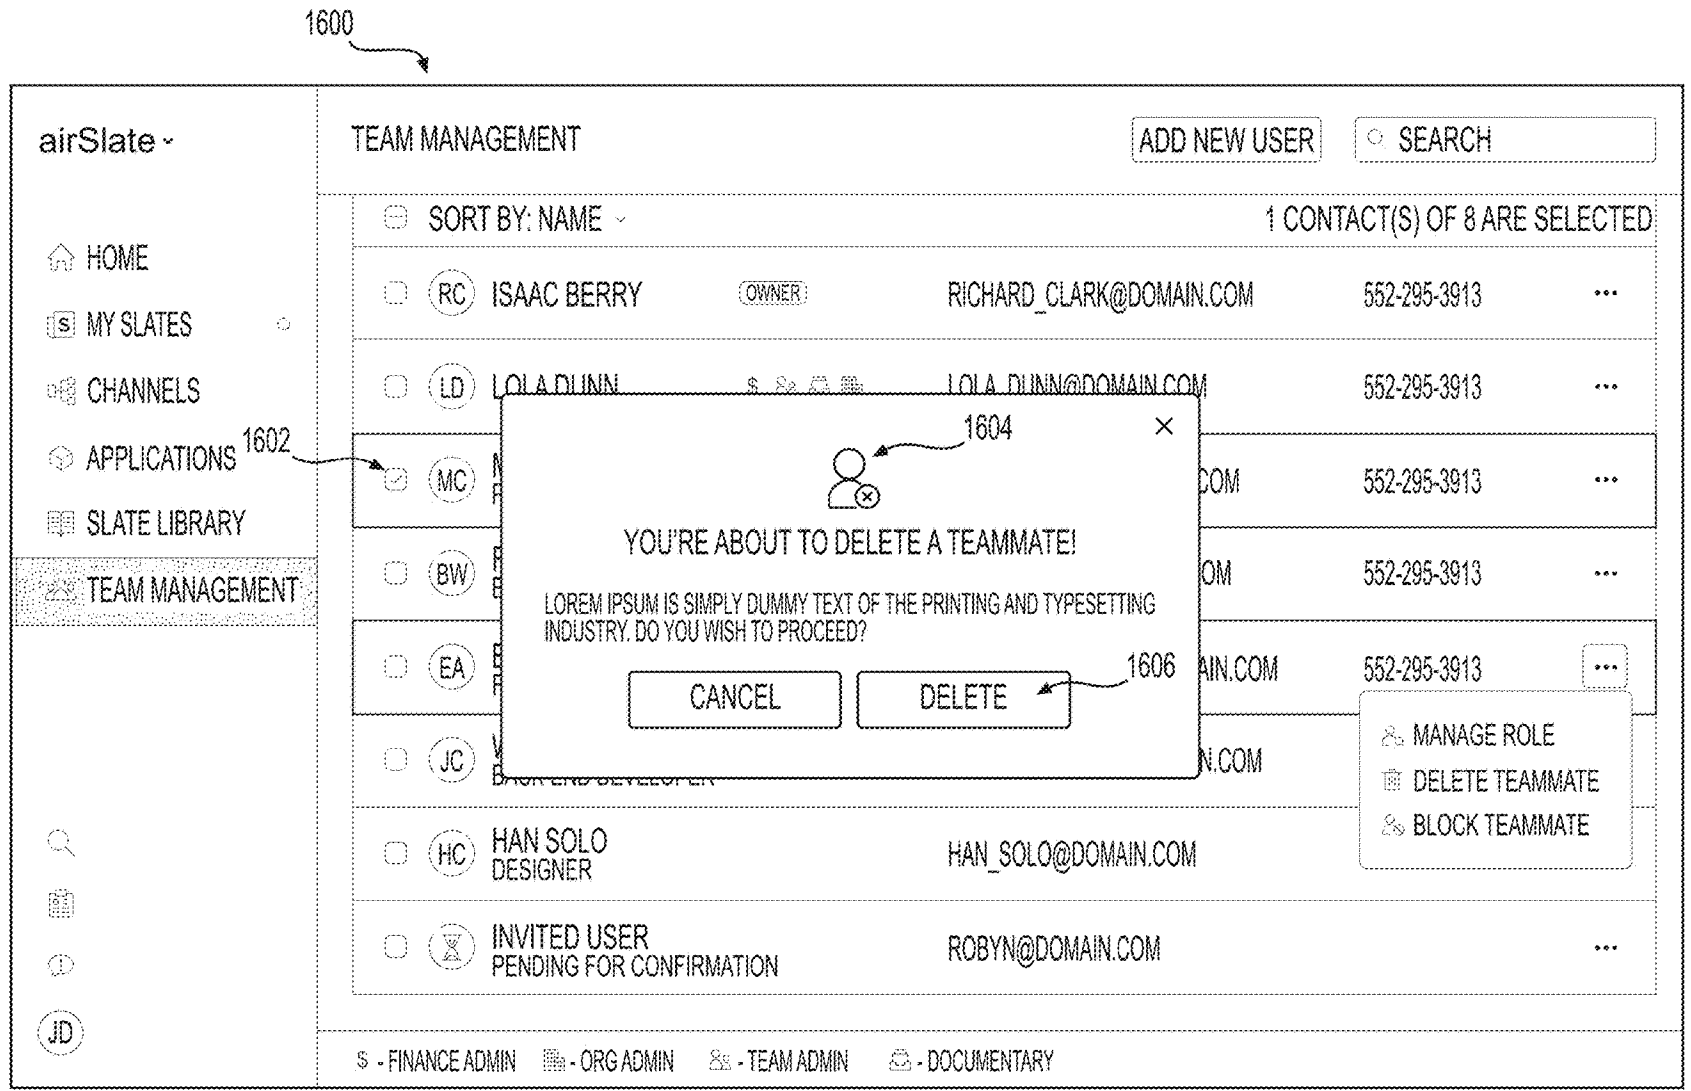 1600
airSlate
TEAM MANAGEMENT
ADD NEW USER
SEARCH
SORT BY: NAME
1 CONTACT(S) OF 8 ARE SELECTED
HOME
RC ISAAC BERRY OWNER RICHARD_CLARK@DOMAIN.COM 552-295-3913 •••
S MY SLATES
CHANNELS
LD LOLA DUNN $ LOLA_DUNN@DOMAIN.COM 552-295-3913 •••
1604
1602
APPLICATIONS
MC COM 552-295-3913 •••
SLATE LIBRARY
YOU'RE ABOUT TO DELETE A TEAMMATE!
BW OM 552-295-3913 •••
TEAM MANAGEMENT
LOREM IPSUM IS SIMPLY DUMMY TEXT OF THE PRINTING AND TYPESETTING
INDUSTRY. DO YOU WISH TO PROCEED?
1606
EA AIN.COM 552-295-3913 •••
CANCEL
DELETE
MANAGE ROLE
DELETE TEAMMATE
BLOCK TEAMMATE
JC N.COM
BACK END DEVELOPER
HC HAN SOLO HAN_SOLO@DOMAIN.COM
DESIGNER
INVITED USER ROBYN@DOMAIN.COM •••
PENDING FOR CONFIRMATION
JD
$ - FINANCE ADMIN - ORG ADMIN - TEAM ADMIN - DOCUMENTARY